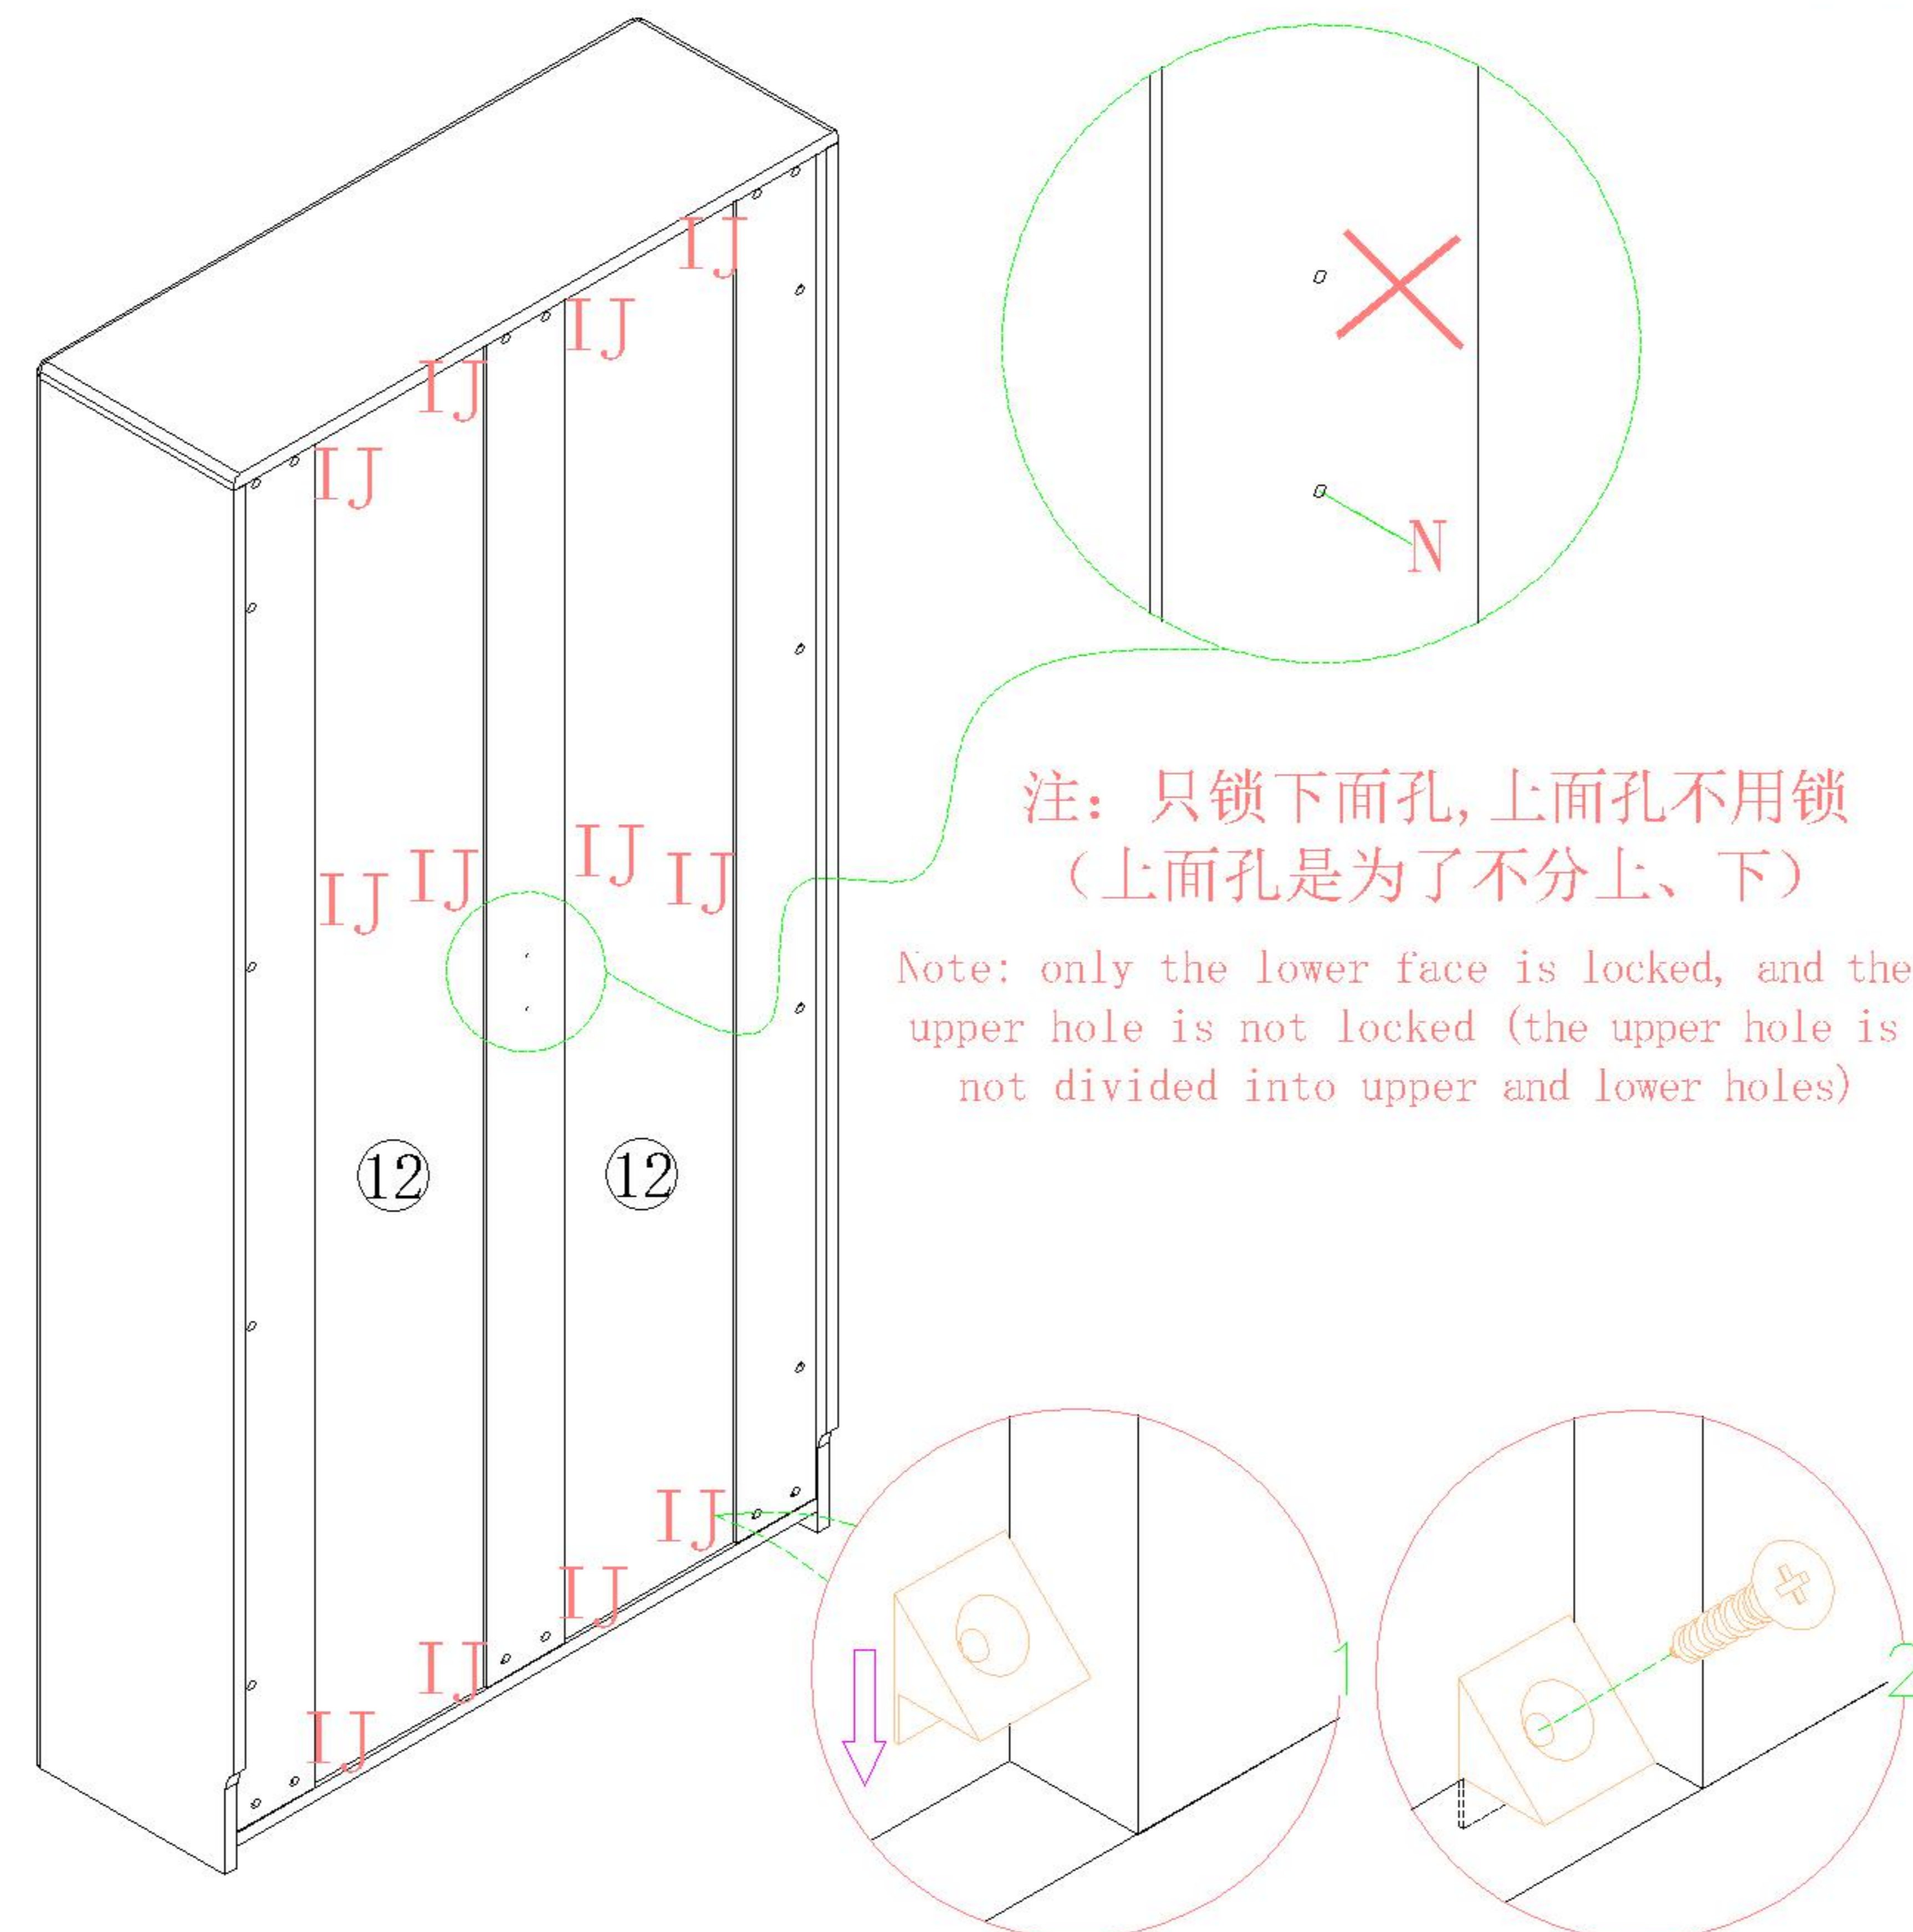 IJ
IJ
IJ
IJ
N
注：只锁下面孔,上面孔不用锁
（上面孔是为了不分上、下）
IJ IJ IJ IJ
Note: only the lower face is locked, and the
upper hole is not locked (the upper hole is
not divided into upper and lower holes)
12 12
IJ
IJ
IJ
IJ
1 2